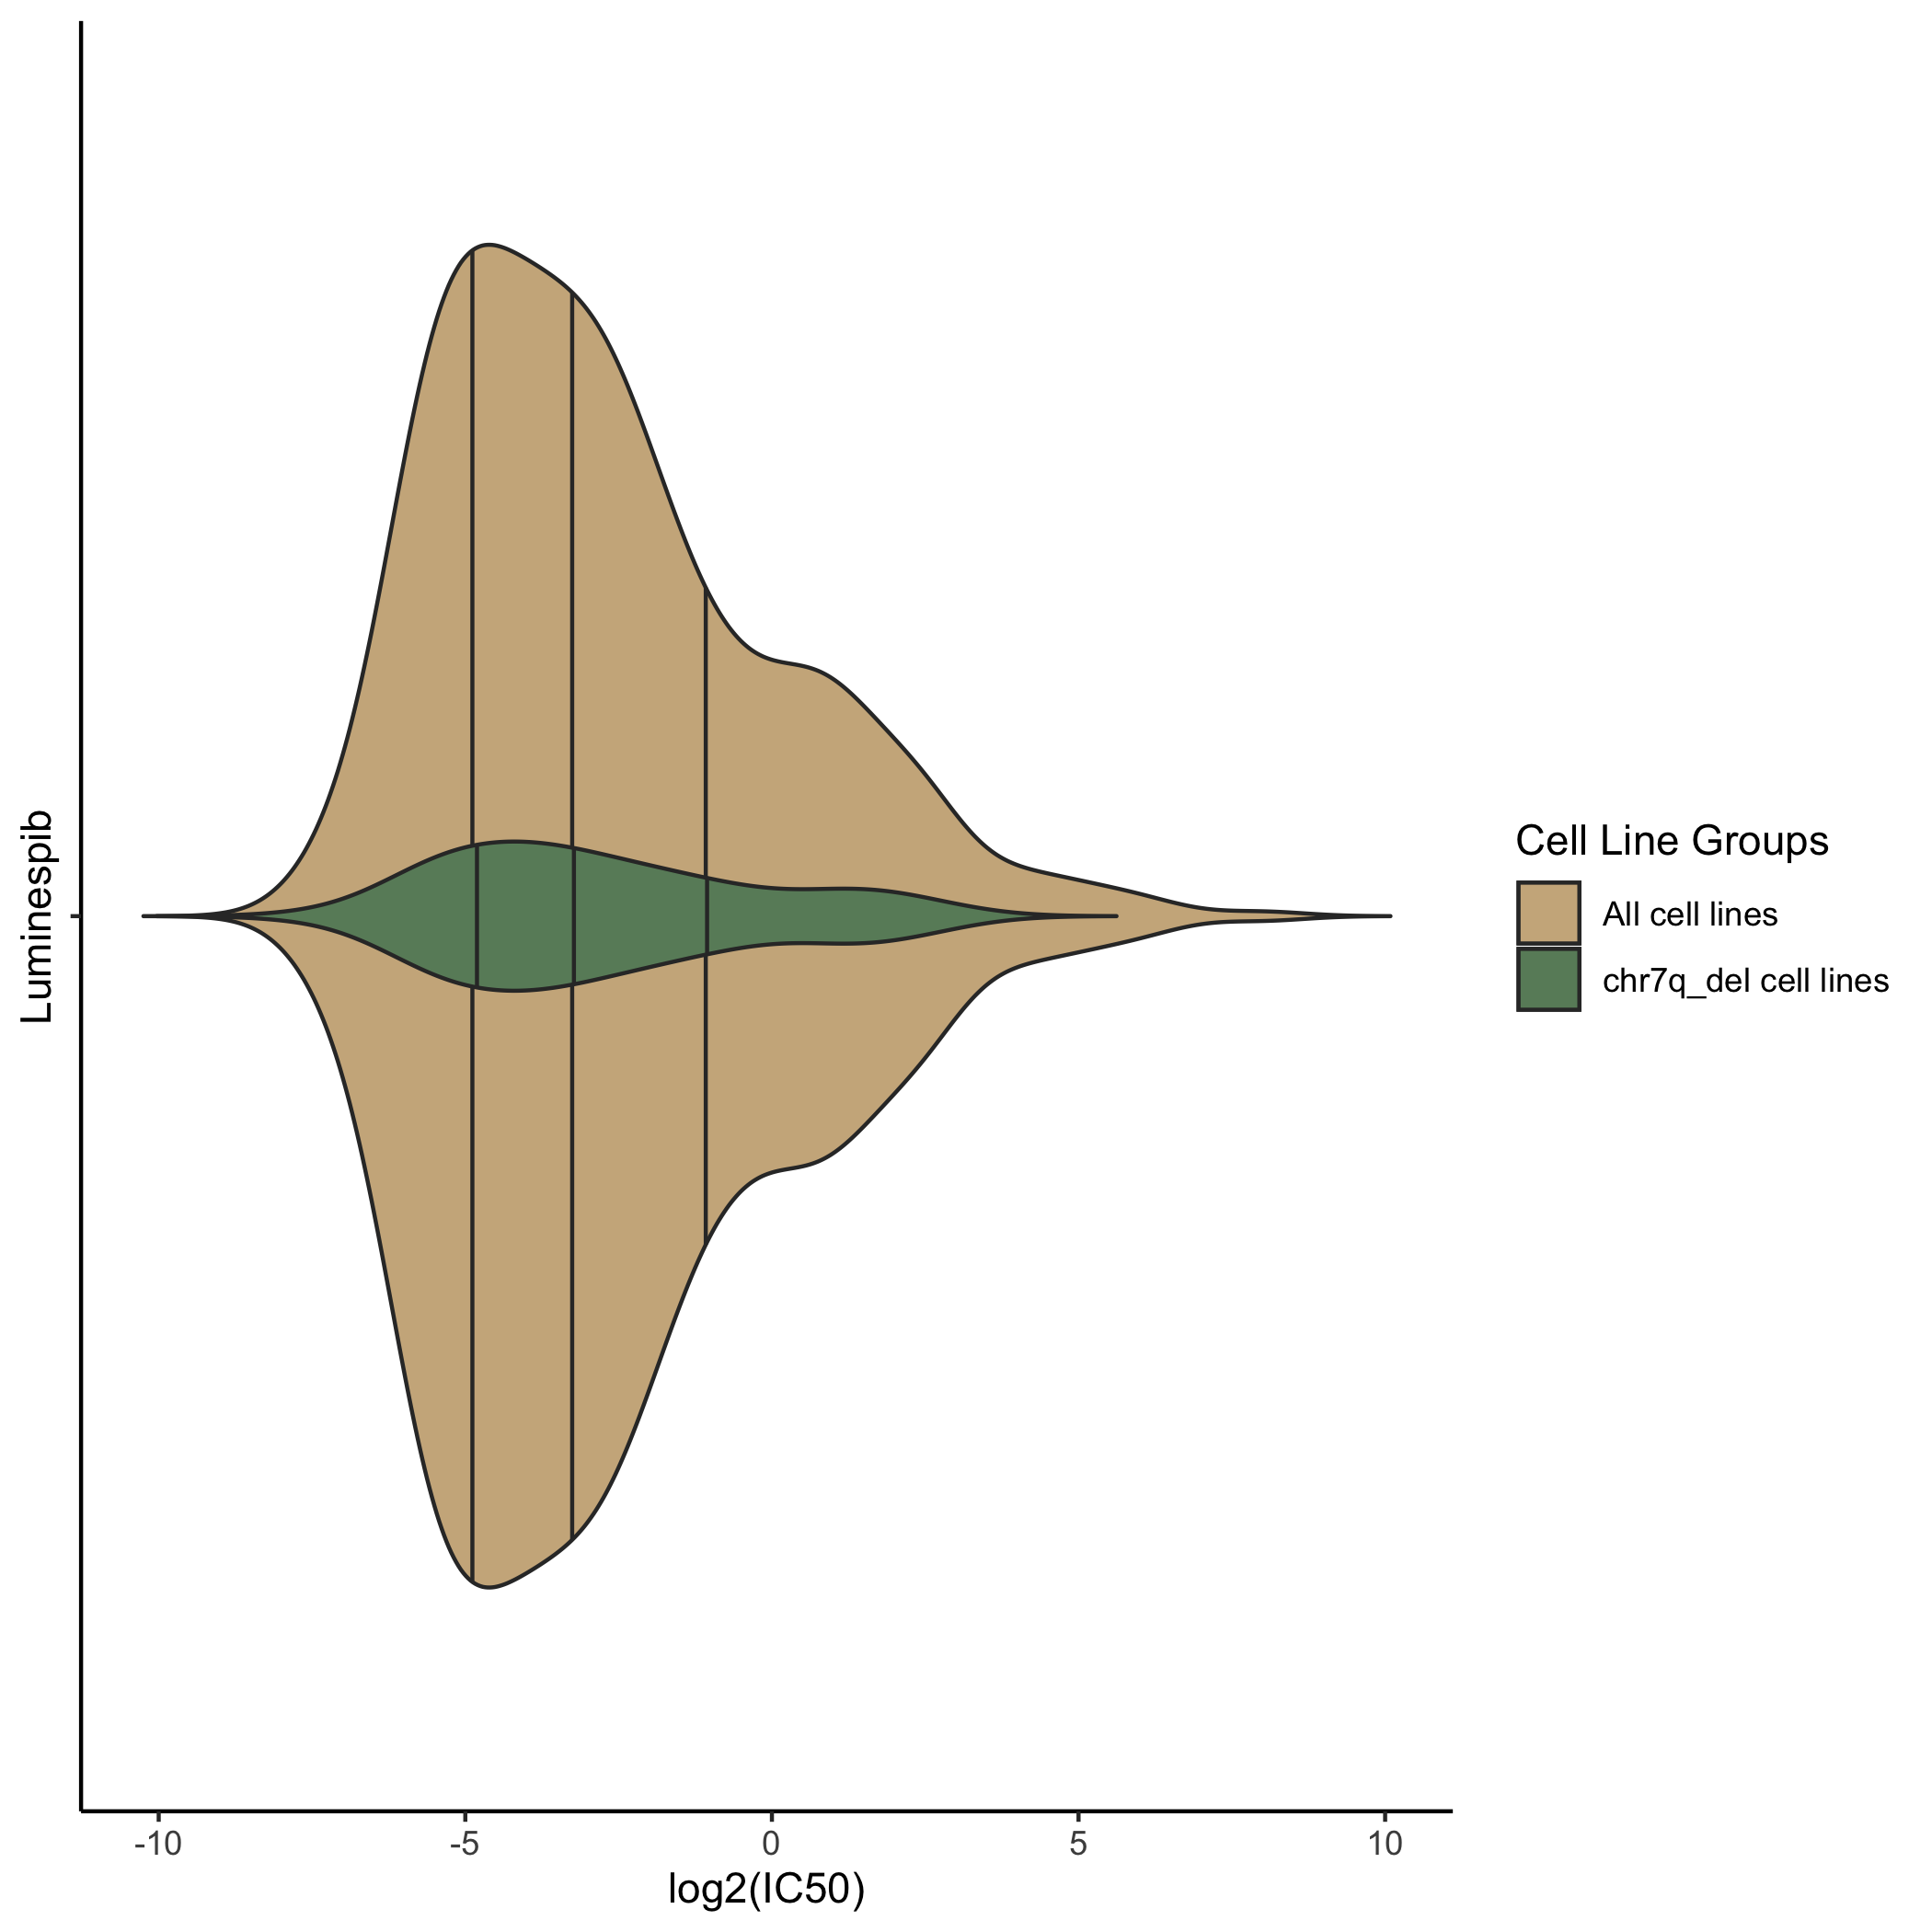 Luminespib
-10
-5
0
5
10
log2(IC50)
Cell Line Groups
All cell lines
chr7q_del cell lines